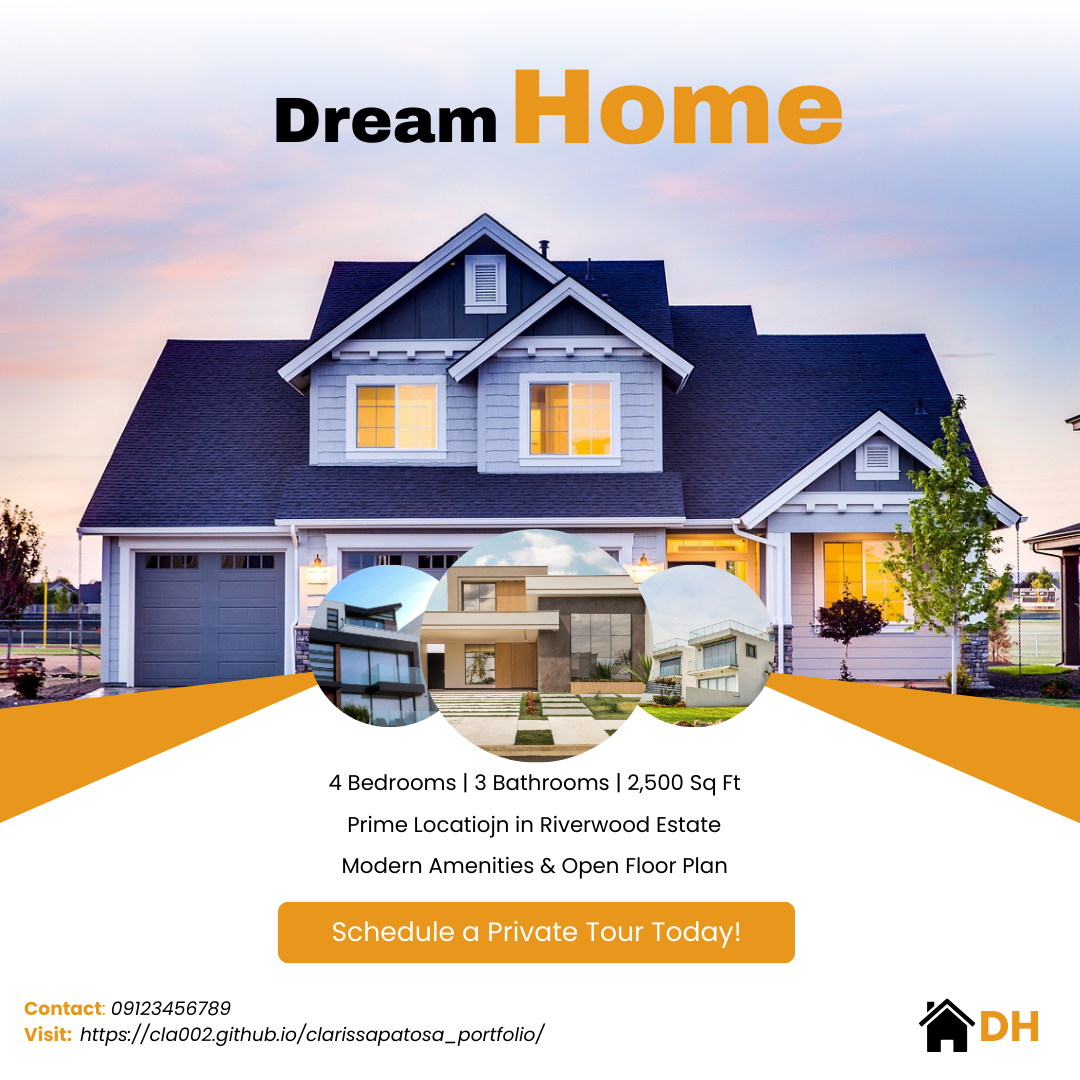 Dream Home
4 Bedrooms | 3 Bathrooms | 2,500 Sq Ft
Prime Locatiojn in Riverwood Estate
Modern Amenities & Open Floor Plan
Schedule a Private Tour Today!
Contact: 09123456789
Visit: https://cla002.github.io/clarissapatosa_portfolio/
DH